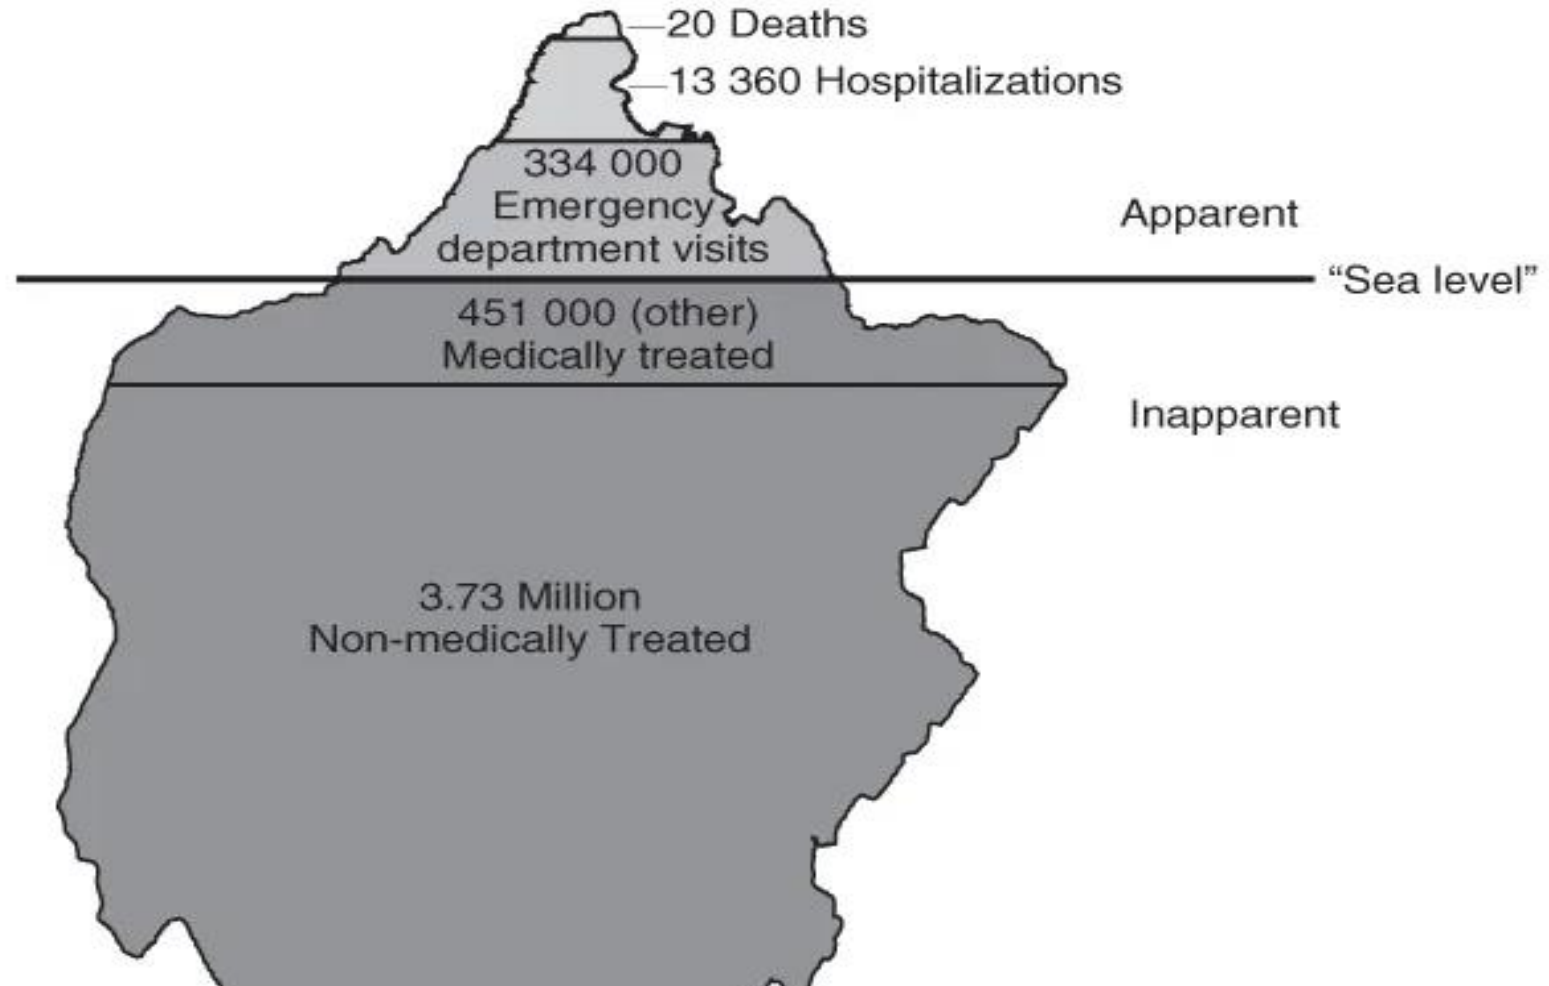 20 Deaths
13 360 Hospitalizations
334 000
Emergency
department visits
Apparent
“Sea level”
451 000 (other)
Medically treated
Inapparent
3.73 Million
Non-medically Treated